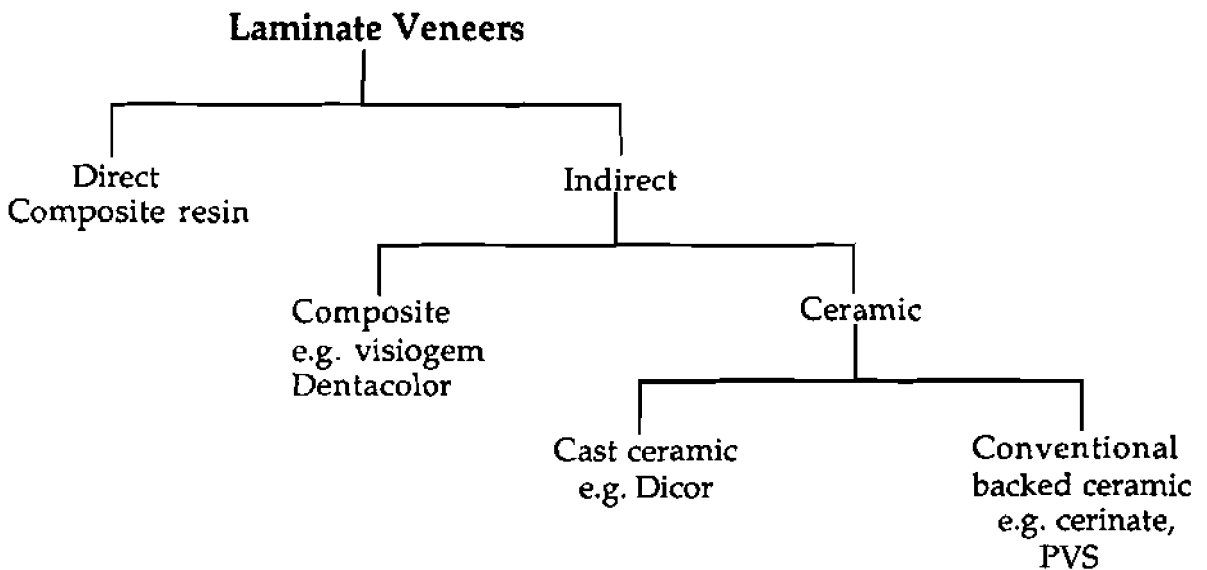 Laminate Veneers
Direct
Composite resin
Indirect
Composite
e.g. visiogem
Dentacolor
Ceramic
Cast ceramic
e.g. Dicor
Conventional
backed ceramic
e.g. cerinate,
PVS